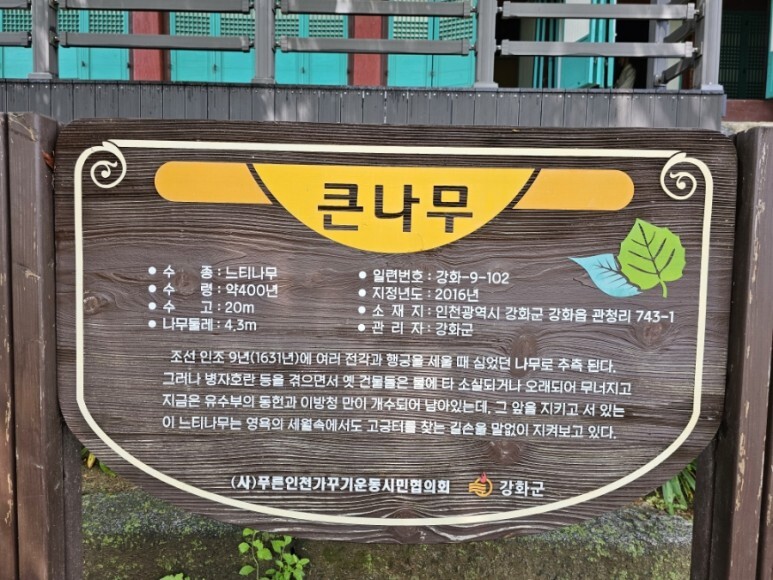 큰나무
• 수 종 : 느티나무
• 수 령 : 약400년
• 수 고 : 20m
• 나무둘레 : 4.3m
• 일련번호 : 강화-9-102
• 지정년도 : 2016년
• 소 재 지 : 인천광역시 강화군 강화읍 관청리 743-1
• 관 리 자 : 강화군
조선 인조 9년(1631년)에 여러 전각과 행궁을 세울 때 심었던 나무로 추측 된다.
그러나 병자호란 등을 겪으면서 옛 건물들은 불에 타 소실되거나 오래되어 무너지고
지금은 유수부의 동헌과 이방청 만이 개수되어 남아있는데, 그 앞을 지키고 서 있는
이 느티나무는 영욕의 세월속에서도 고궁터를 찾는 길손을 말없이 지켜보고 있다.
(사)푸른인천가꾸기운동시민협의회 강화군